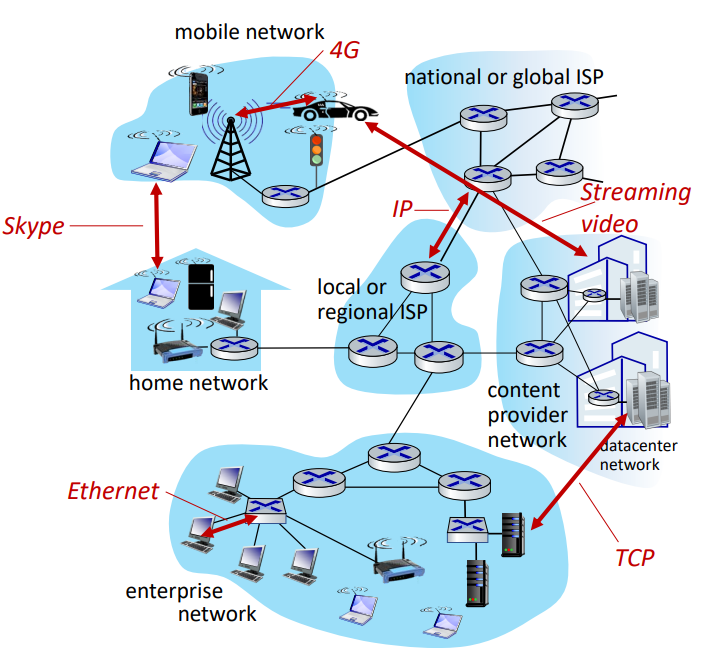 mobile network
4G
national or global ISP
Skype
IP
Streaming
video
local or
regional ISP
home network
content
provider
network
datacenter
network
Ethernet
TCP
enterprise
network